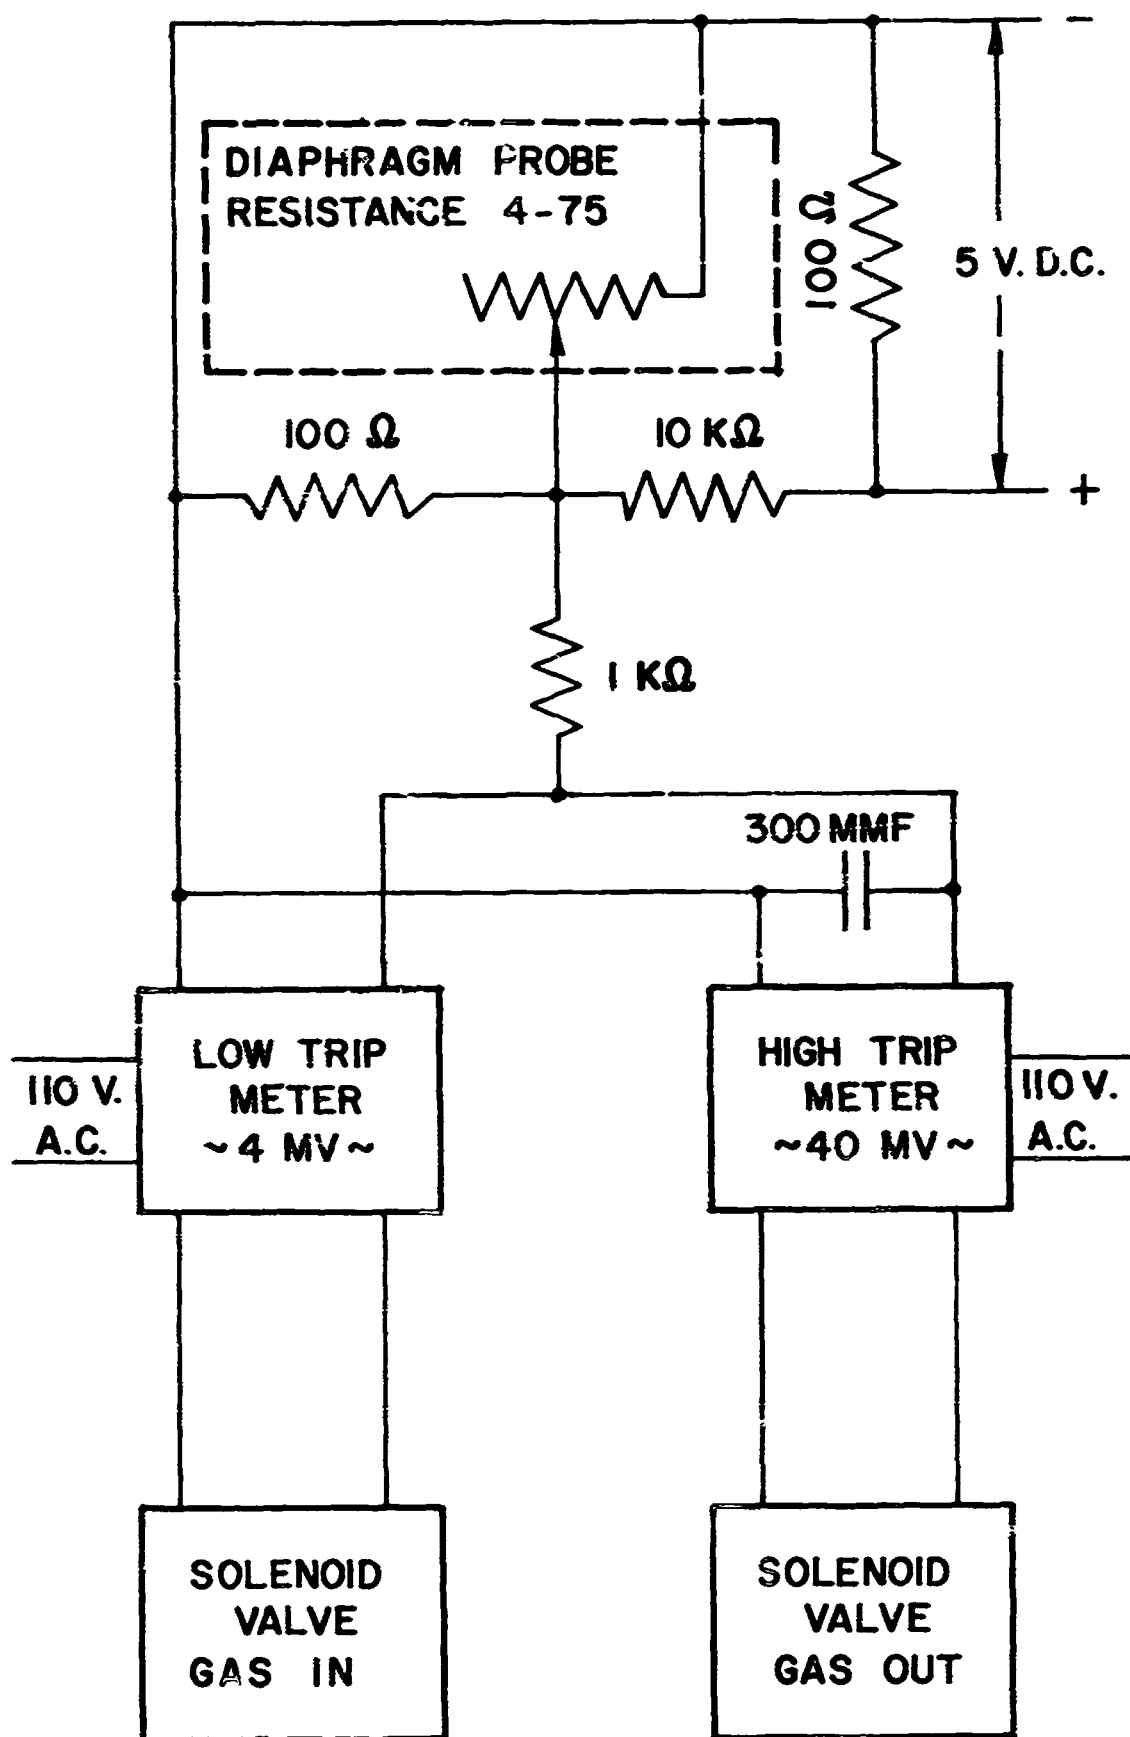 −
DIAPHRAGM PROBE
RESISTANCE 4-75
100 Ω
5 V. D.C.
100 Ω
10 KΩ
+
1 KΩ
300 MMF
LOW TRIP
METER
~4 MV~
110 V.
A.C.
HIGH TRIP
METER
~40 MV~
110 V.
A.C.
SOLENOID
VALVE
GAS IN
SOLENOID
VALVE
GAS OUT